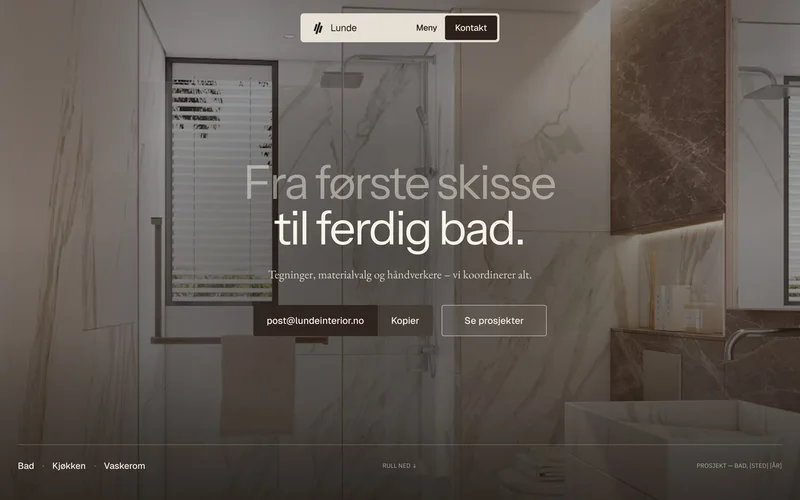 Lunde
Meny
Kontakt
Fra første skisse
til ferdig bad.
Tegninger, materialvalg og håndverkere – vi koordinerer alt.
post@lundeinterior.no
Kopier
Se prosjekter
Bad · Kjøkken · Vaskerom
RULL NED ↓
PROSJEKT — BAD, [STED] [ÅR]